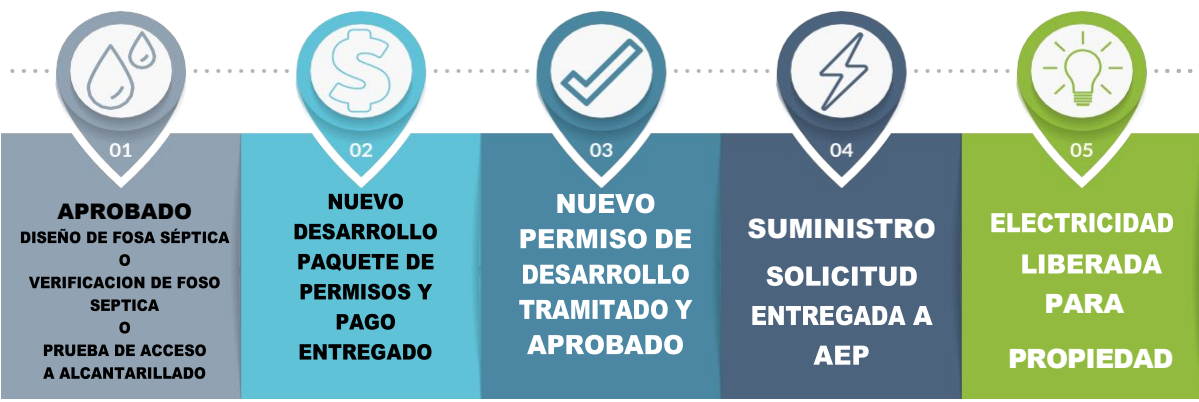 01
APROBADO
DISEÑO DE FOSA SÉPTICA
O
VERIFICACION DE FOSO
SEPTICA
O
PRUEBA DE ACCESO
A ALCANTARILLADO
02
NUEVO
DESARROLLO
PAQUETE DE
PERMISOS Y
PAGO
ENTREGADO
03
NUEVO
PERMISO DE
DESARROLLO
TRAMITADO Y
APROBADO
04
SUMINISTRO
SOLICITUD
ENTREGADA A
AEP
05
ELECTRICIDAD
LIBERADA
PARA
PROPIEDAD